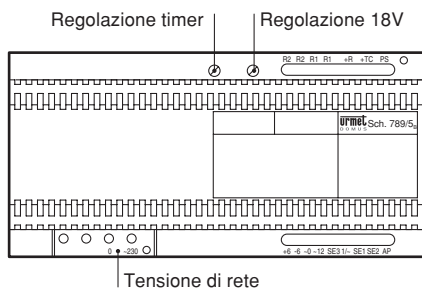 Regolazione timer Regolazione 18V
R2 R2 R1 R1 +R +TC PS
urmet Sch. 789/5B
DOMUS
0 ~230
+6 -6 ~0 ~12 SE3 1/~ SE1 SE2 AP
Tensione di rete